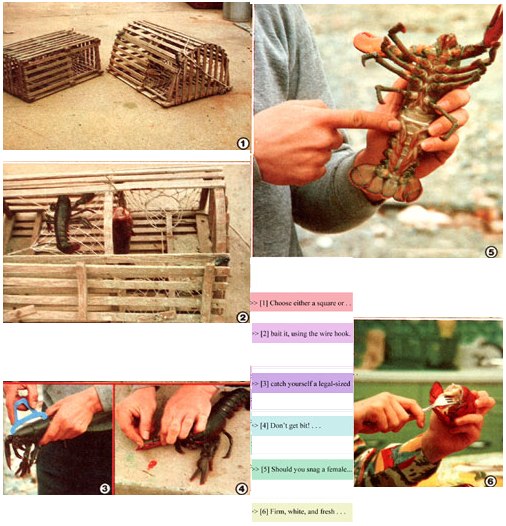 1
2
3
4
5
6
>> [1] Choose either a square or . .
>> [2] bait it, using the wire hook.
>> [3] catch yourself a legal-sized
>> [4] Don't get bit! . . .
>> [5] Should you snag a female...
>> [6] Firm, white, and fresh . . .